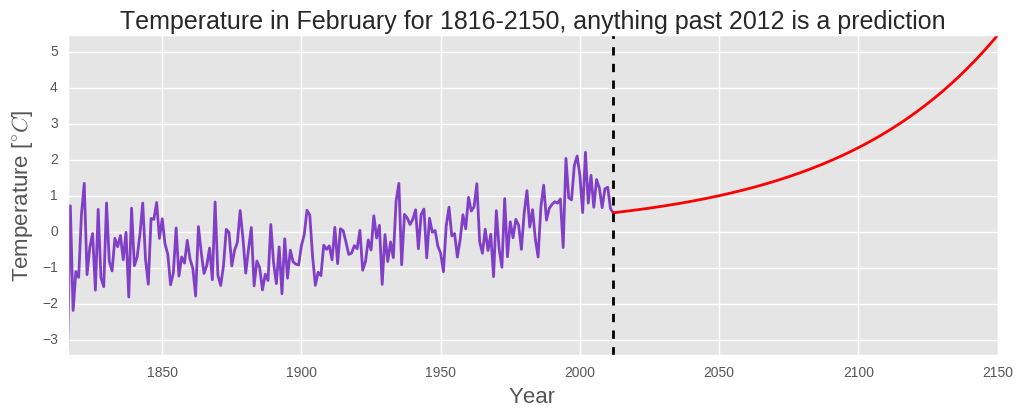 Temperature in February for 1816-2150, anything past 2012 is a prediction
Temperature [°C]
5
4
3
2
1
0
−1
−2
−3
1850 1900 1950 2000 2050 2100 2150
Year